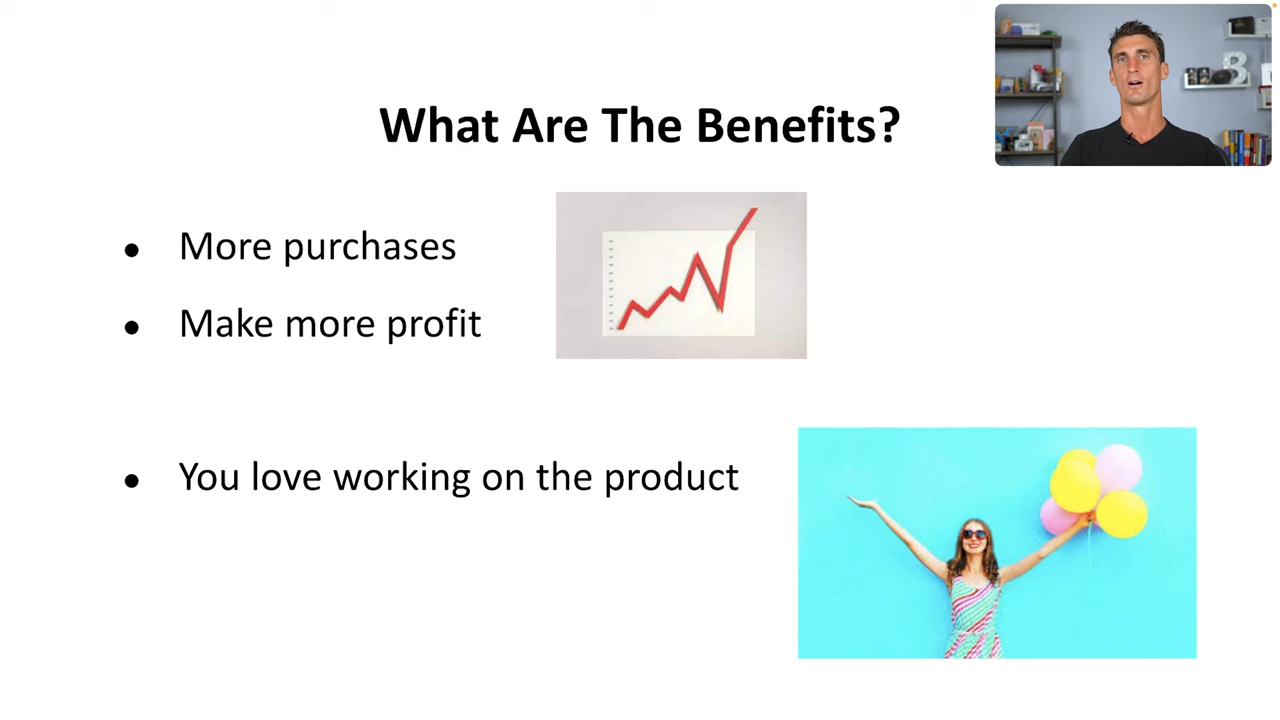 What Are The Benefits?
More purchases
Make more profit
You love working on the product